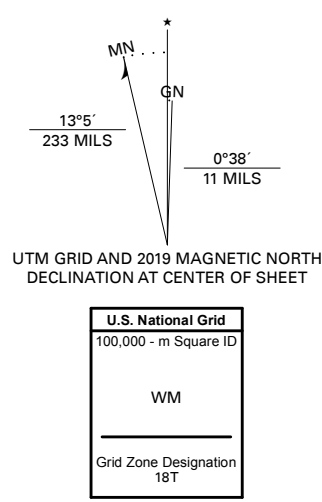 MN
GN
13°5´
233 MILS
0°38´
11 MILS
UTM GRID AND 2019 MAGNETIC NORTH
DECLINATION AT CENTER OF SHEET
U.S. National Grid
100,000 - m Square ID
WM
Grid Zone Designation
18T